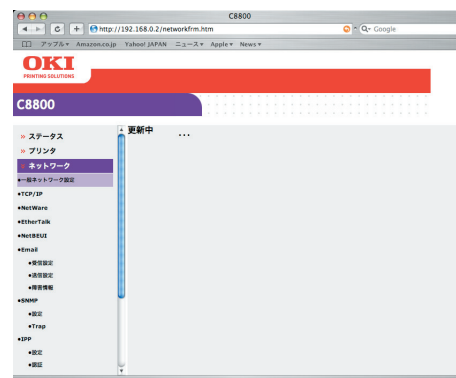 C8800
http://192.168.0.2/networkfrm.htm
Google
アップル Amazon.co.jp Yahoo! JAPAN ニュース Apple News
OKI
PRINTING SOLUTIONS
C8800
» ステータス
» プリンタ
» ネットワーク
•一般ネットワーク設定
•TCP/IP
•NetWare
•EtherTalk
•NetBEUI
•Email
•受信設定
•送信設定
•障害情報
•SNMP
•設定
•Trap
•IPP
•設定
•認証
更新中 ...